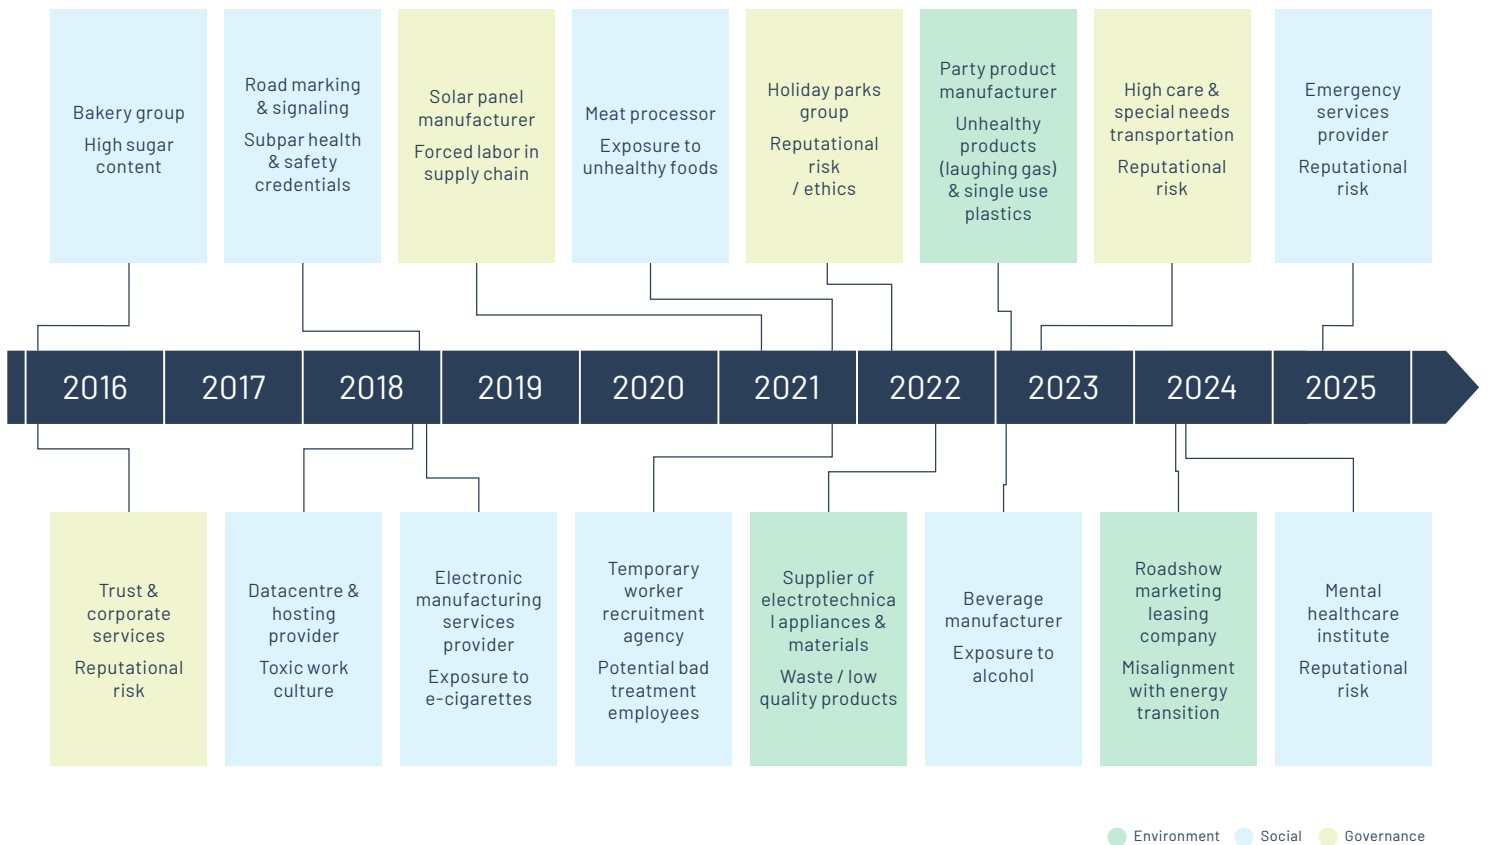 Bakery group
High sugar
content
Road marking
& signaling
Subpar health
& safety
credentials
Solar panel
manufacturer
Forced labor in
supply chain
Meat processor
Exposure to
unhealthy foods
Holiday parks
group
Reputational
risk
/ ethics
Party product
manufacturer
Unhealthy
products
(laughing gas)
& single use
plastics
High care &
special needs
transportation
Reputational
risk
Emergency
services
provider
Reputational
risk
2016
2017
2018
2019
2020
2021
2022
2023
2024
2025
Trust &
corporate
services
Reputational
risk
Datacentre &
hosting
provider
Toxic work
culture
Electronic
manufacturing
services
provider
Exposure to
e-cigarettes
Temporary
worker
recruitment
agency
Potential bad
treatment
employees
Supplier of
electrotechnica
l appliances &
materials
Waste / low
quality products
Beverage
manufacturer
Exposure to
alcohol
Roadshow
marketing
leasing
company
Misalignment
with energy
transition
Mental
healthcare
institute
Reputational
risk
Environment
Social
Governance